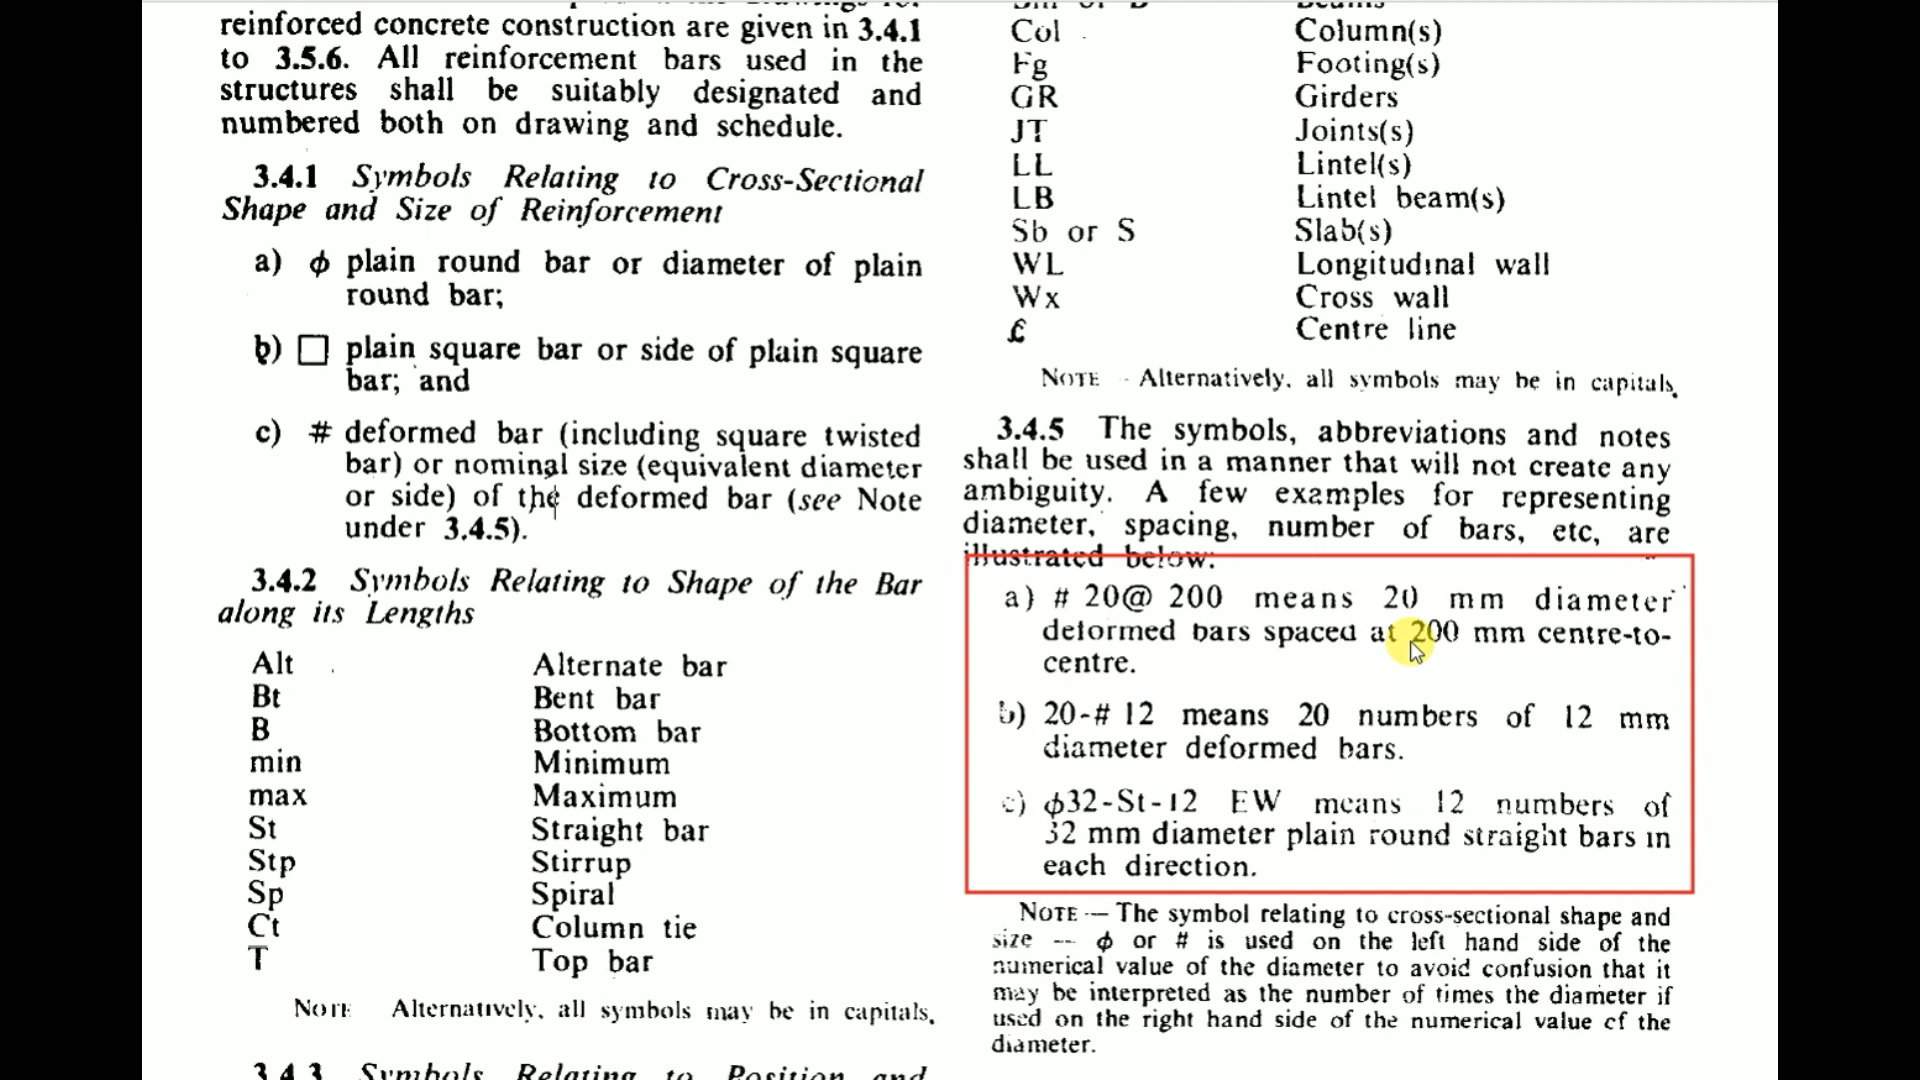 reinforced concrete construction are given in 3.4.1
to 3.5.6. All reinforcement bars used in the
structures shall be suitably designated and
numbered both on drawing and schedule.
3.4.1 Symbols Relating to Cross-Sectional
Shape and Size of Reinforcement
a) ϕ plain round bar or diameter of plain
round bar;
b) □ plain square bar or side of plain square
bar; and
c) # deformed bar (including square twisted
bar) or nominal size (equivalent diameter
or side) of the deformed bar (see Note
under 3.4.5).
3.4.2 Symbols Relating to Shape of the Bar
along its Lengths
Alt Alternate bar
Bt Bent bar
B Bottom bar
min Minimum
max Maximum
St Straight bar
Stp Stirrup
Sp Spiral
Ct Column tie
T Top bar
NOTE Alternatively, all symbols may be in capitals.
3.4.3 Symbols Relating to Position and
Beams
Col Column(s)
Fg Footing(s)
GR Girders
JT Joints(s)
LL Lintel(s)
LB Lintel beam(s)
Sb or S Slab(s)
WL Longitudinal wall
Wx Cross wall
£ Centre line
NOTE - Alternatively, all symbols may be in capitals.
3.4.5 The symbols, abbreviations and notes
shall be used in a manner that will not create any
ambiguity. A few examples for representing
diameter, spacing, number of bars, etc, are
illustrated below:
a) # 20@ 200 means 20 mm diameter
deformed bars spaced at 200 mm centre-to-
centre.
b) 20-# 12 means 20 numbers of 12 mm
diameter deformed bars.
c) ϕ32-St-12 EW means 12 numbers of
32 mm diameter plain round straight bars in
each direction.
NOTE — The symbol relating to cross-sectional shape and
size -- ϕ or # is used on the left hand side of the
numerical value of the diameter to avoid confusion that it
may be interpreted as the number of times the diameter if
used on the right hand side of the numerical value of the
diameter.